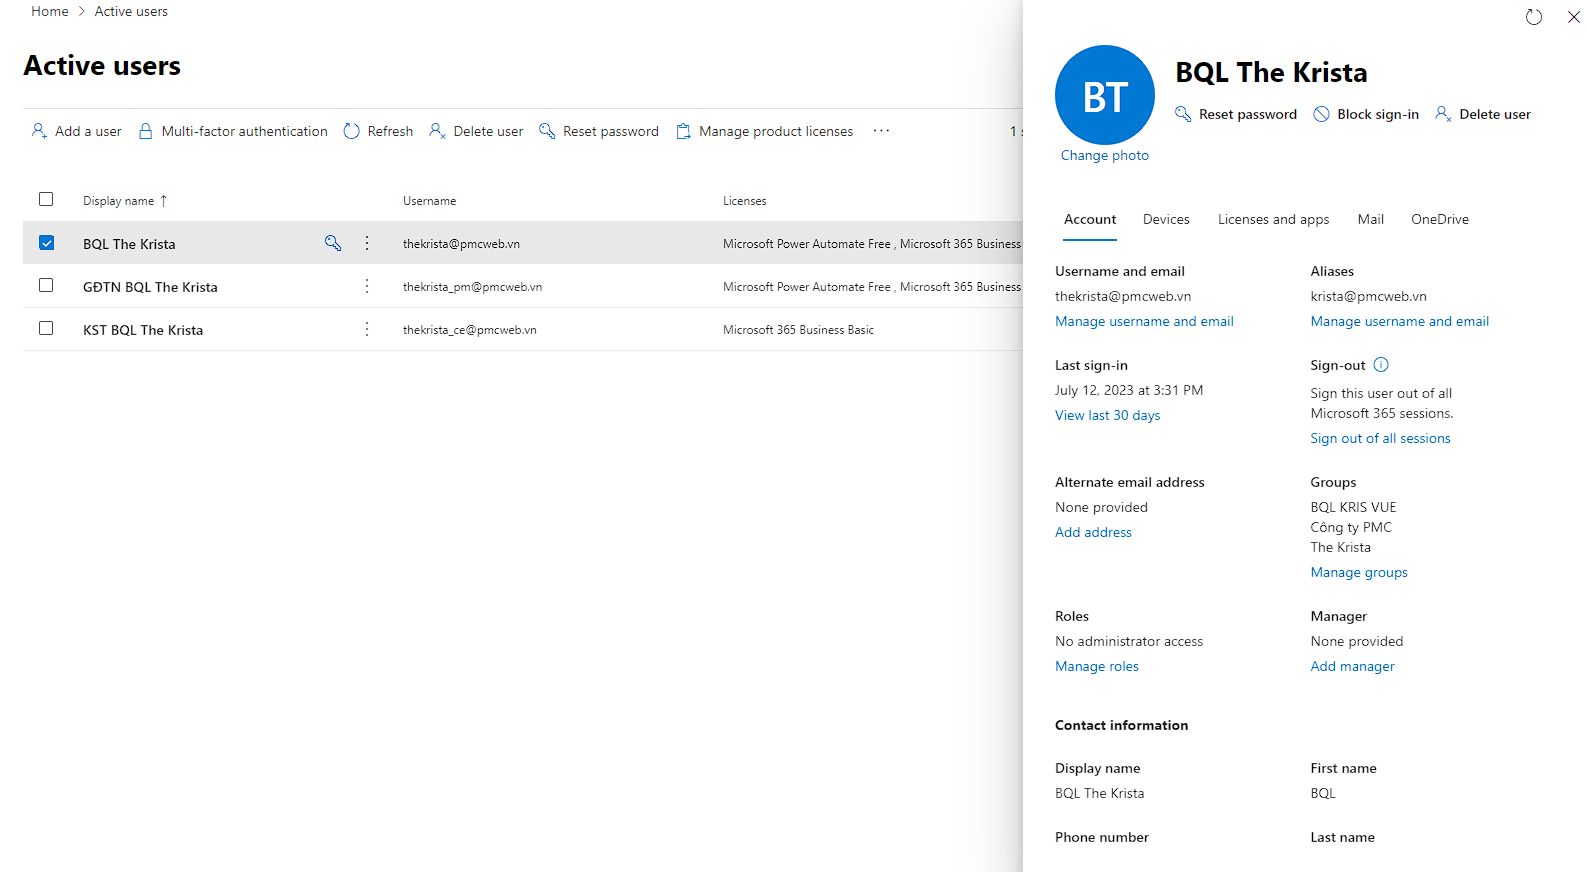 Home > Active users
Active users
Add a user Multi-factor authentication Refresh Delete user Reset password Manage product licenses ··· 1
Display name ↑ Username Licenses
BQL The Krista thekrista@pmcweb.vn Microsoft Power Automate Free , Microsoft 365 Business
GĐTN BQL The Krista thekrista_pm@pmcweb.vn Microsoft Power Automate Free , Microsoft 365 Business
KST BQL The Krista thekrista_ce@pmcweb.vn Microsoft 365 Business Basic
BT
Change photo
BQL The Krista
Reset password Block sign-in Delete user
Account Devices Licenses and apps Mail OneDrive
Username and email
thekrista@pmcweb.vn
Manage username and email
Aliases
krista@pmcweb.vn
Manage username and email
Last sign-in
July 12, 2023 at 3:31 PM
View last 30 days
Sign-out
Sign this user out of all
Microsoft 365 sessions.
Sign out of all sessions
Alternate email address
None provided
Add address
Groups
BQL KRIS VUE
Công ty PMC
The Krista
Manage groups
Roles
No administrator access
Manage roles
Manager
None provided
Add manager
Contact information
Display name
BQL The Krista
First name
BQL
Phone number
Last name